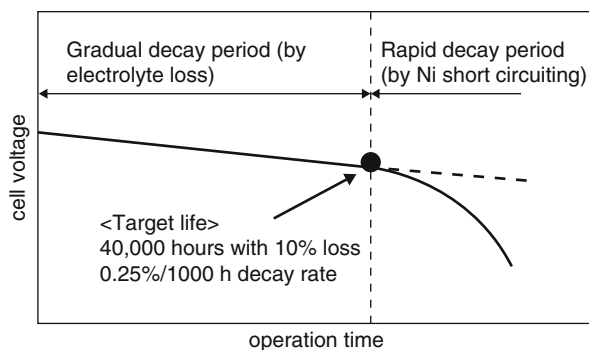 Gradual decay period (by
electrolyte loss)
Rapid decay period
(by Ni short circuiting)
cell voltage
<Target life>
40,000 hours with 10% loss
0.25%/1000 h decay rate
operation time